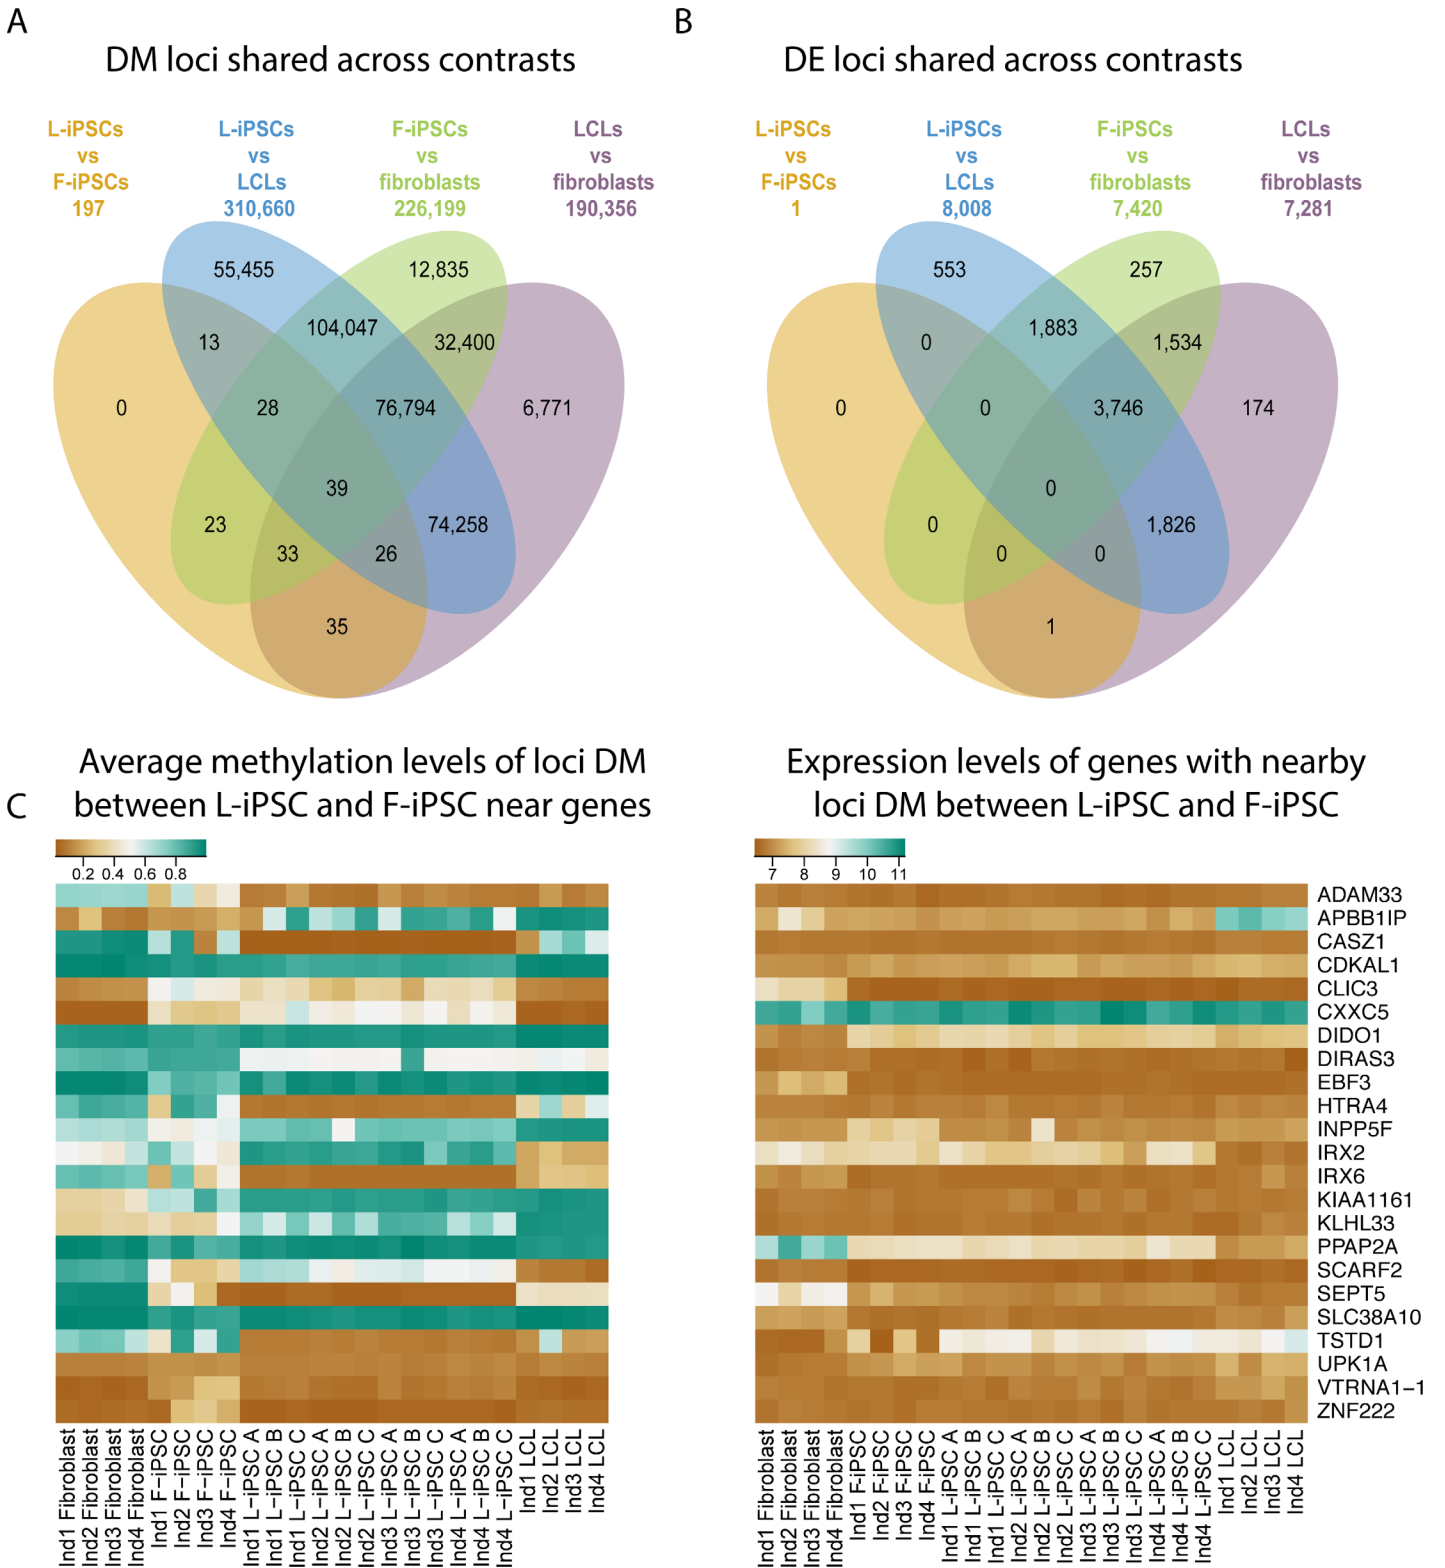 A
DM loci shared across contrasts
L-iPSCs
vs
F-iPSCs
197
L-iPSCs
vs
LCLs
310,660
F-iPSCs
vs
fibroblasts
226,199
LCLs
vs
fibroblasts
190,356
55,455
12,835
104,047
13
32,400
0
28
76,794
6,771
39
23
74,258
33
26
35
B
DE loci shared across contrasts
L-iPSCs
vs
F-iPSCs
1
L-iPSCs
vs
LCLs
8,008
F-iPSCs
vs
fibroblasts
7,420
LCLs
vs
fibroblasts
7,281
553
257
1,883
0
1,534
0
0
3,746
174
0
0
1,826
0
0
1
C
Average methylation levels of loci DM
between L-iPSC and F-iPSC near genes
0.2 0.4 0.6 0.8
Ind1 Fibroblast
Ind2 Fibroblast
Ind3 Fibroblast
Ind4 Fibroblast
Ind1 F-iPSC
Ind2 F-iPSC
Ind3 F-iPSC
Ind4 F-iPSC
Ind1 L-iPSC A
Ind1 L-iPSC B
Ind1 L-iPSC C
Ind2 L-iPSC A
Ind2 L-iPSC B
Ind2 L-iPSC C
Ind3 L-iPSC A
Ind3 L-iPSC B
Ind3 L-iPSC C
Ind4 L-iPSC A
Ind4 L-iPSC B
Ind4 L-iPSC C
Ind1 LCL
Ind2 LCL
Ind3 LCL
Ind4 LCL
Expression levels of genes with nearby
loci DM between L-iPSC and F-iPSC
7 8 9 10 11
ADAM33
APBB1IP
CASZ1
CDKAL1
CLIC3
CXXC5
DIDO1
DIRAS3
EBF3
HTRA4
INPP5F
IRX2
IRX6
KIAA1161
KLHL33
PPAP2A
SCARF2
SEPT5
SLC38A10
TSTD1
UPK1A
VTRNA1-1
ZNF222
Ind1 Fibroblast
Ind2 Fibroblast
Ind3 Fibroblast
Ind4 Fibroblast
Ind1 F-iPSC
Ind2 F-iPSC
Ind3 F-iPSC
Ind4 F-iPSC
Ind1 L-iPSC A
Ind1 L-iPSC B
Ind1 L-iPSC C
Ind2 L-iPSC A
Ind2 L-iPSC B
Ind2 L-iPSC C
Ind3 L-iPSC A
Ind3 L-iPSC B
Ind3 L-iPSC C
Ind4 L-iPSC A
Ind4 L-iPSC B
Ind4 L-iPSC C
Ind1 LCL
Ind2 LCL
Ind3 LCL
Ind4 LCL